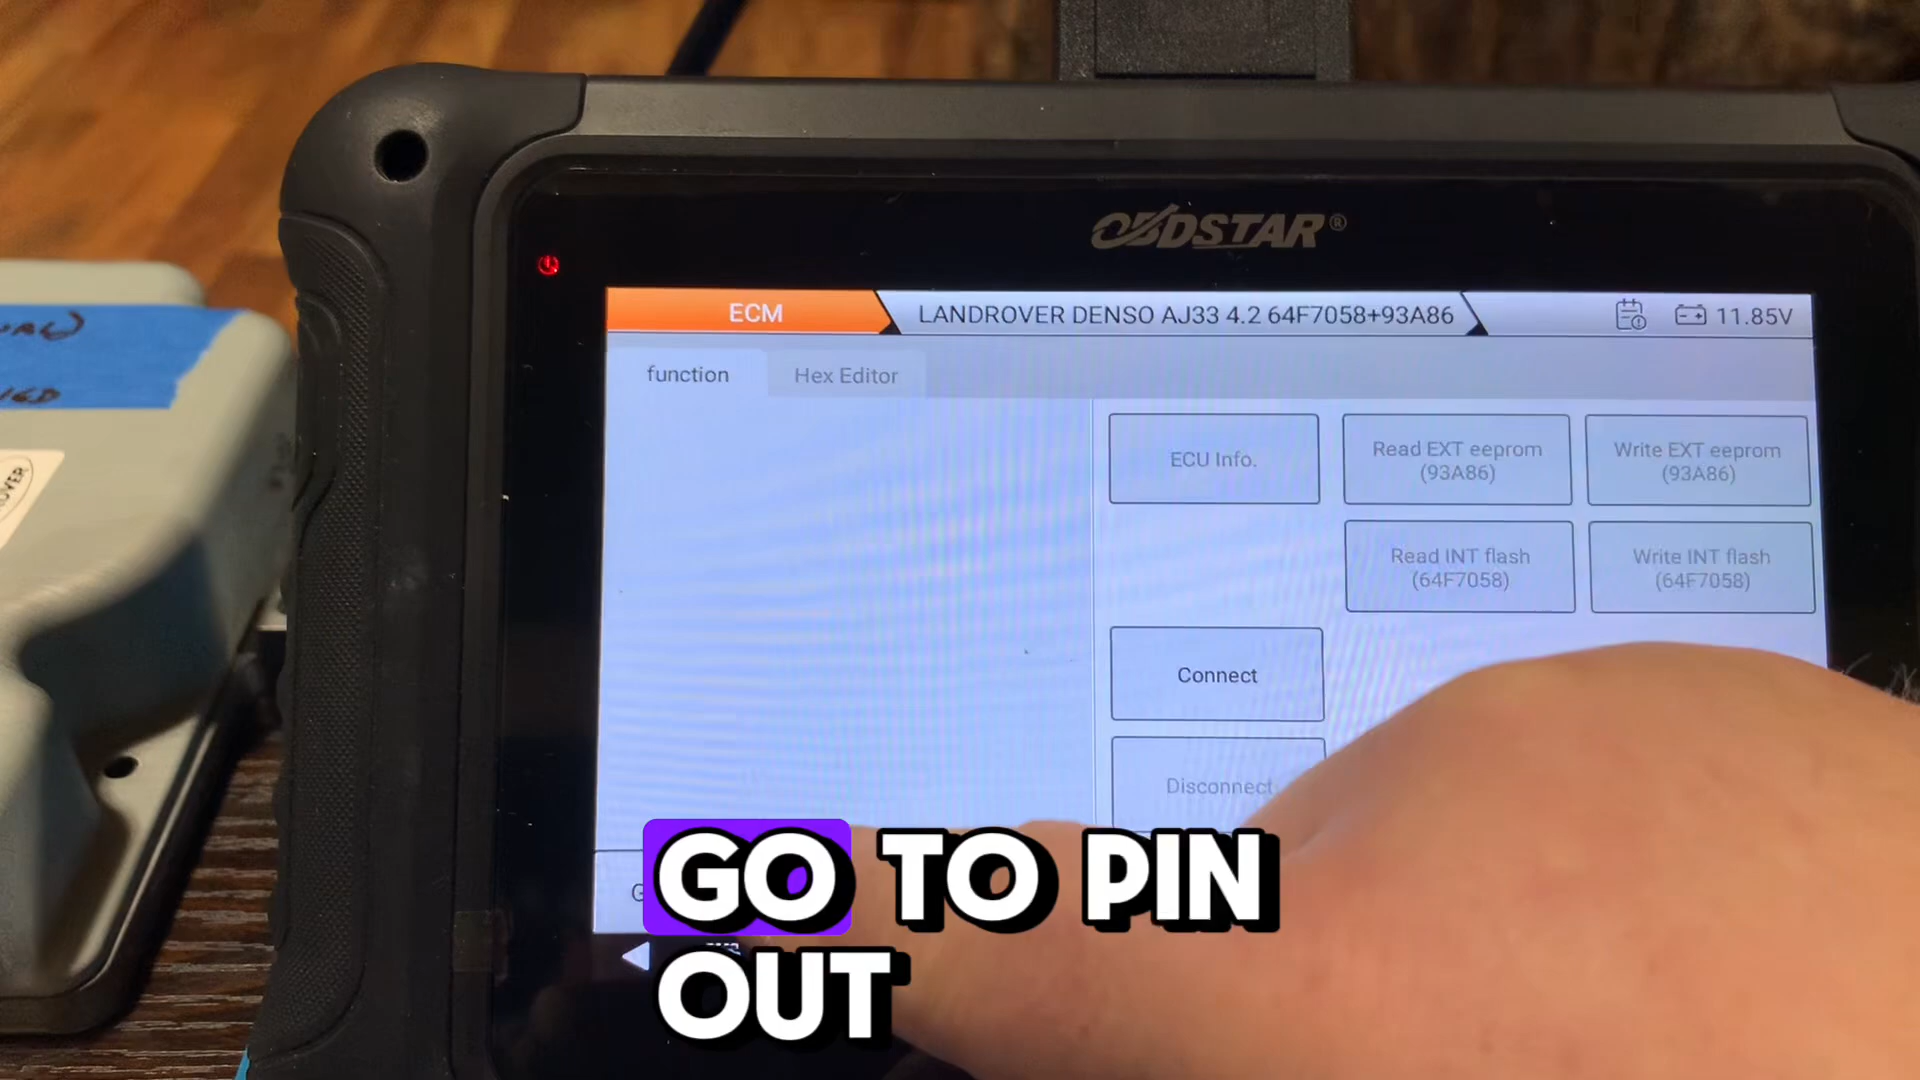 OBDSTAR®
ECM
LANDROVER DENSO AJ33 4.2 64F7058+93A86
11.85V
function
Hex Editor
ECU Info.
Read EXT eeprom
(93A86)
Write EXT eeprom
(93A86)
Read INT flash
(64F7058)
Write INT flash
(64F7058)
Connect
Disconnect
GO TO PIN
OUT